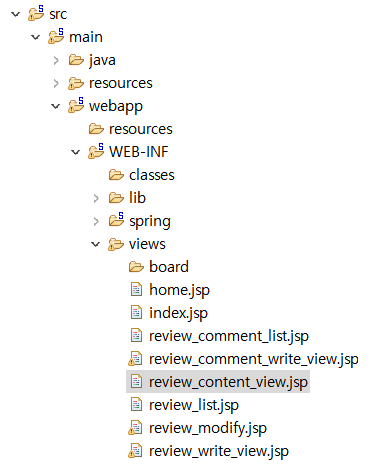 src
main
java
resources
webapp
resources
WEB-INF
classes
lib
spring
views
board
home.jsp
index.jsp
review_comment_list.jsp
review_comment_write_view.jsp
review_content_view.jsp
review_list.jsp
review_modify.jsp
review_write_view.jsp